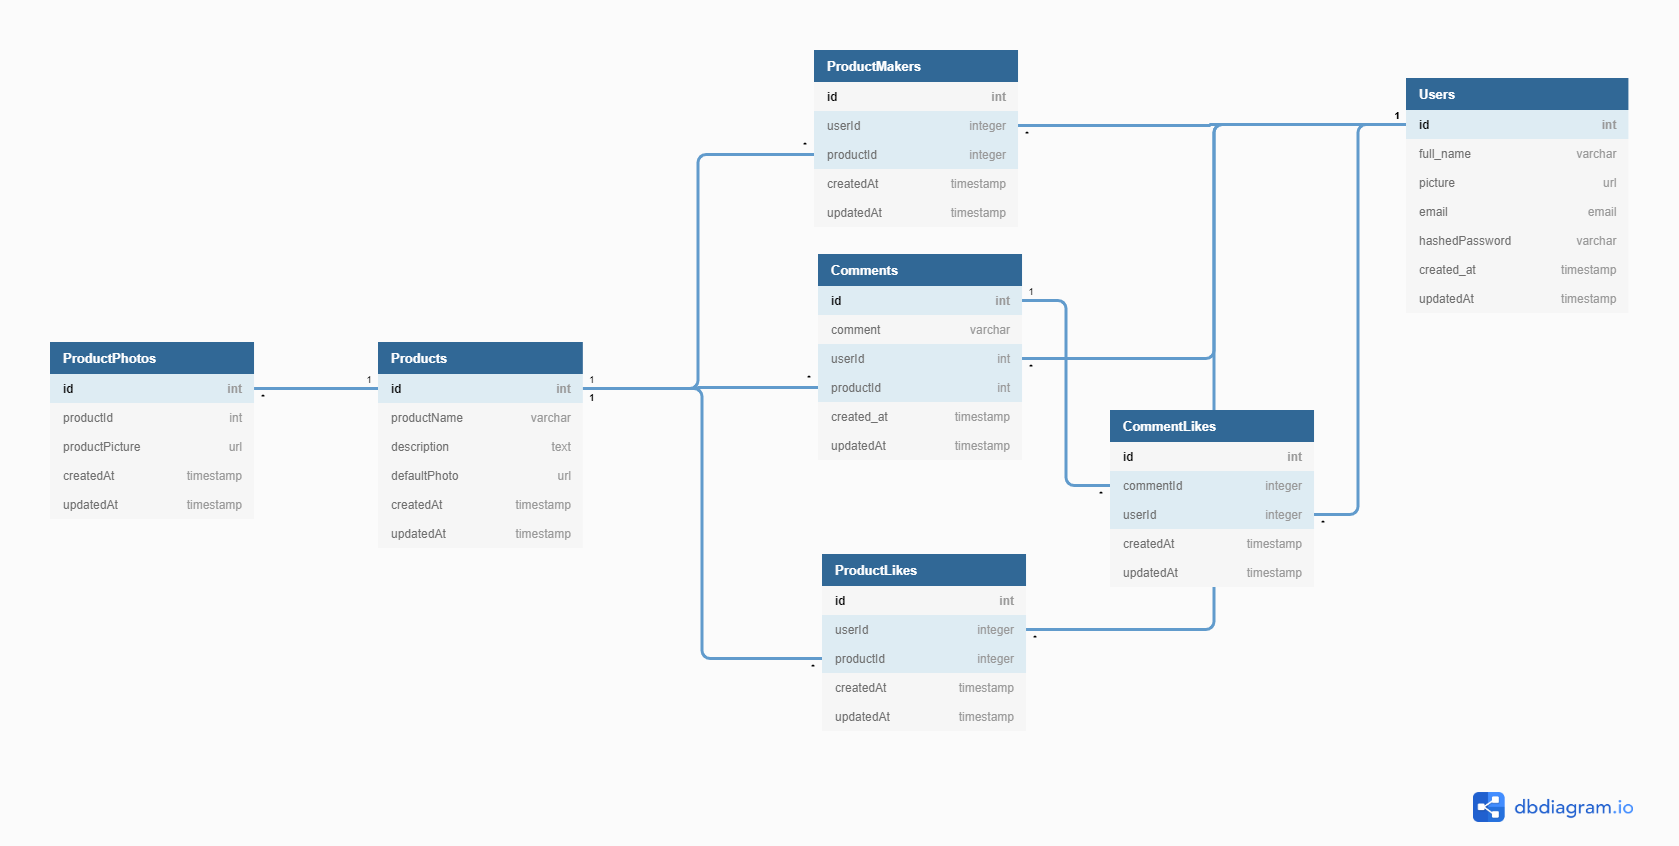 ProductMakers
id int
userId integer
productId integer
createdAt timestamp
updatedAt timestamp
Users
id int
full_name varchar
picture url
email email
hashedPassword varchar
created_at timestamp
updatedAt timestamp
Comments
id int
comment varchar
userId int
productId int
created_at timestamp
updatedAt timestamp
ProductPhotos
id int
productId int
productPicture url
createdAt timestamp
updatedAt timestamp
Products
id int
productName varchar
description text
defaultPhoto url
createdAt timestamp
updatedAt timestamp
CommentLikes
id int
commentId integer
userId integer
createdAt timestamp
updatedAt timestamp
ProductLikes
id int
userId integer
productId integer
createdAt timestamp
updatedAt timestamp
1
*
*
1
1
*
*
1
1
*
*
*
*
*
*
dbdiagram.io